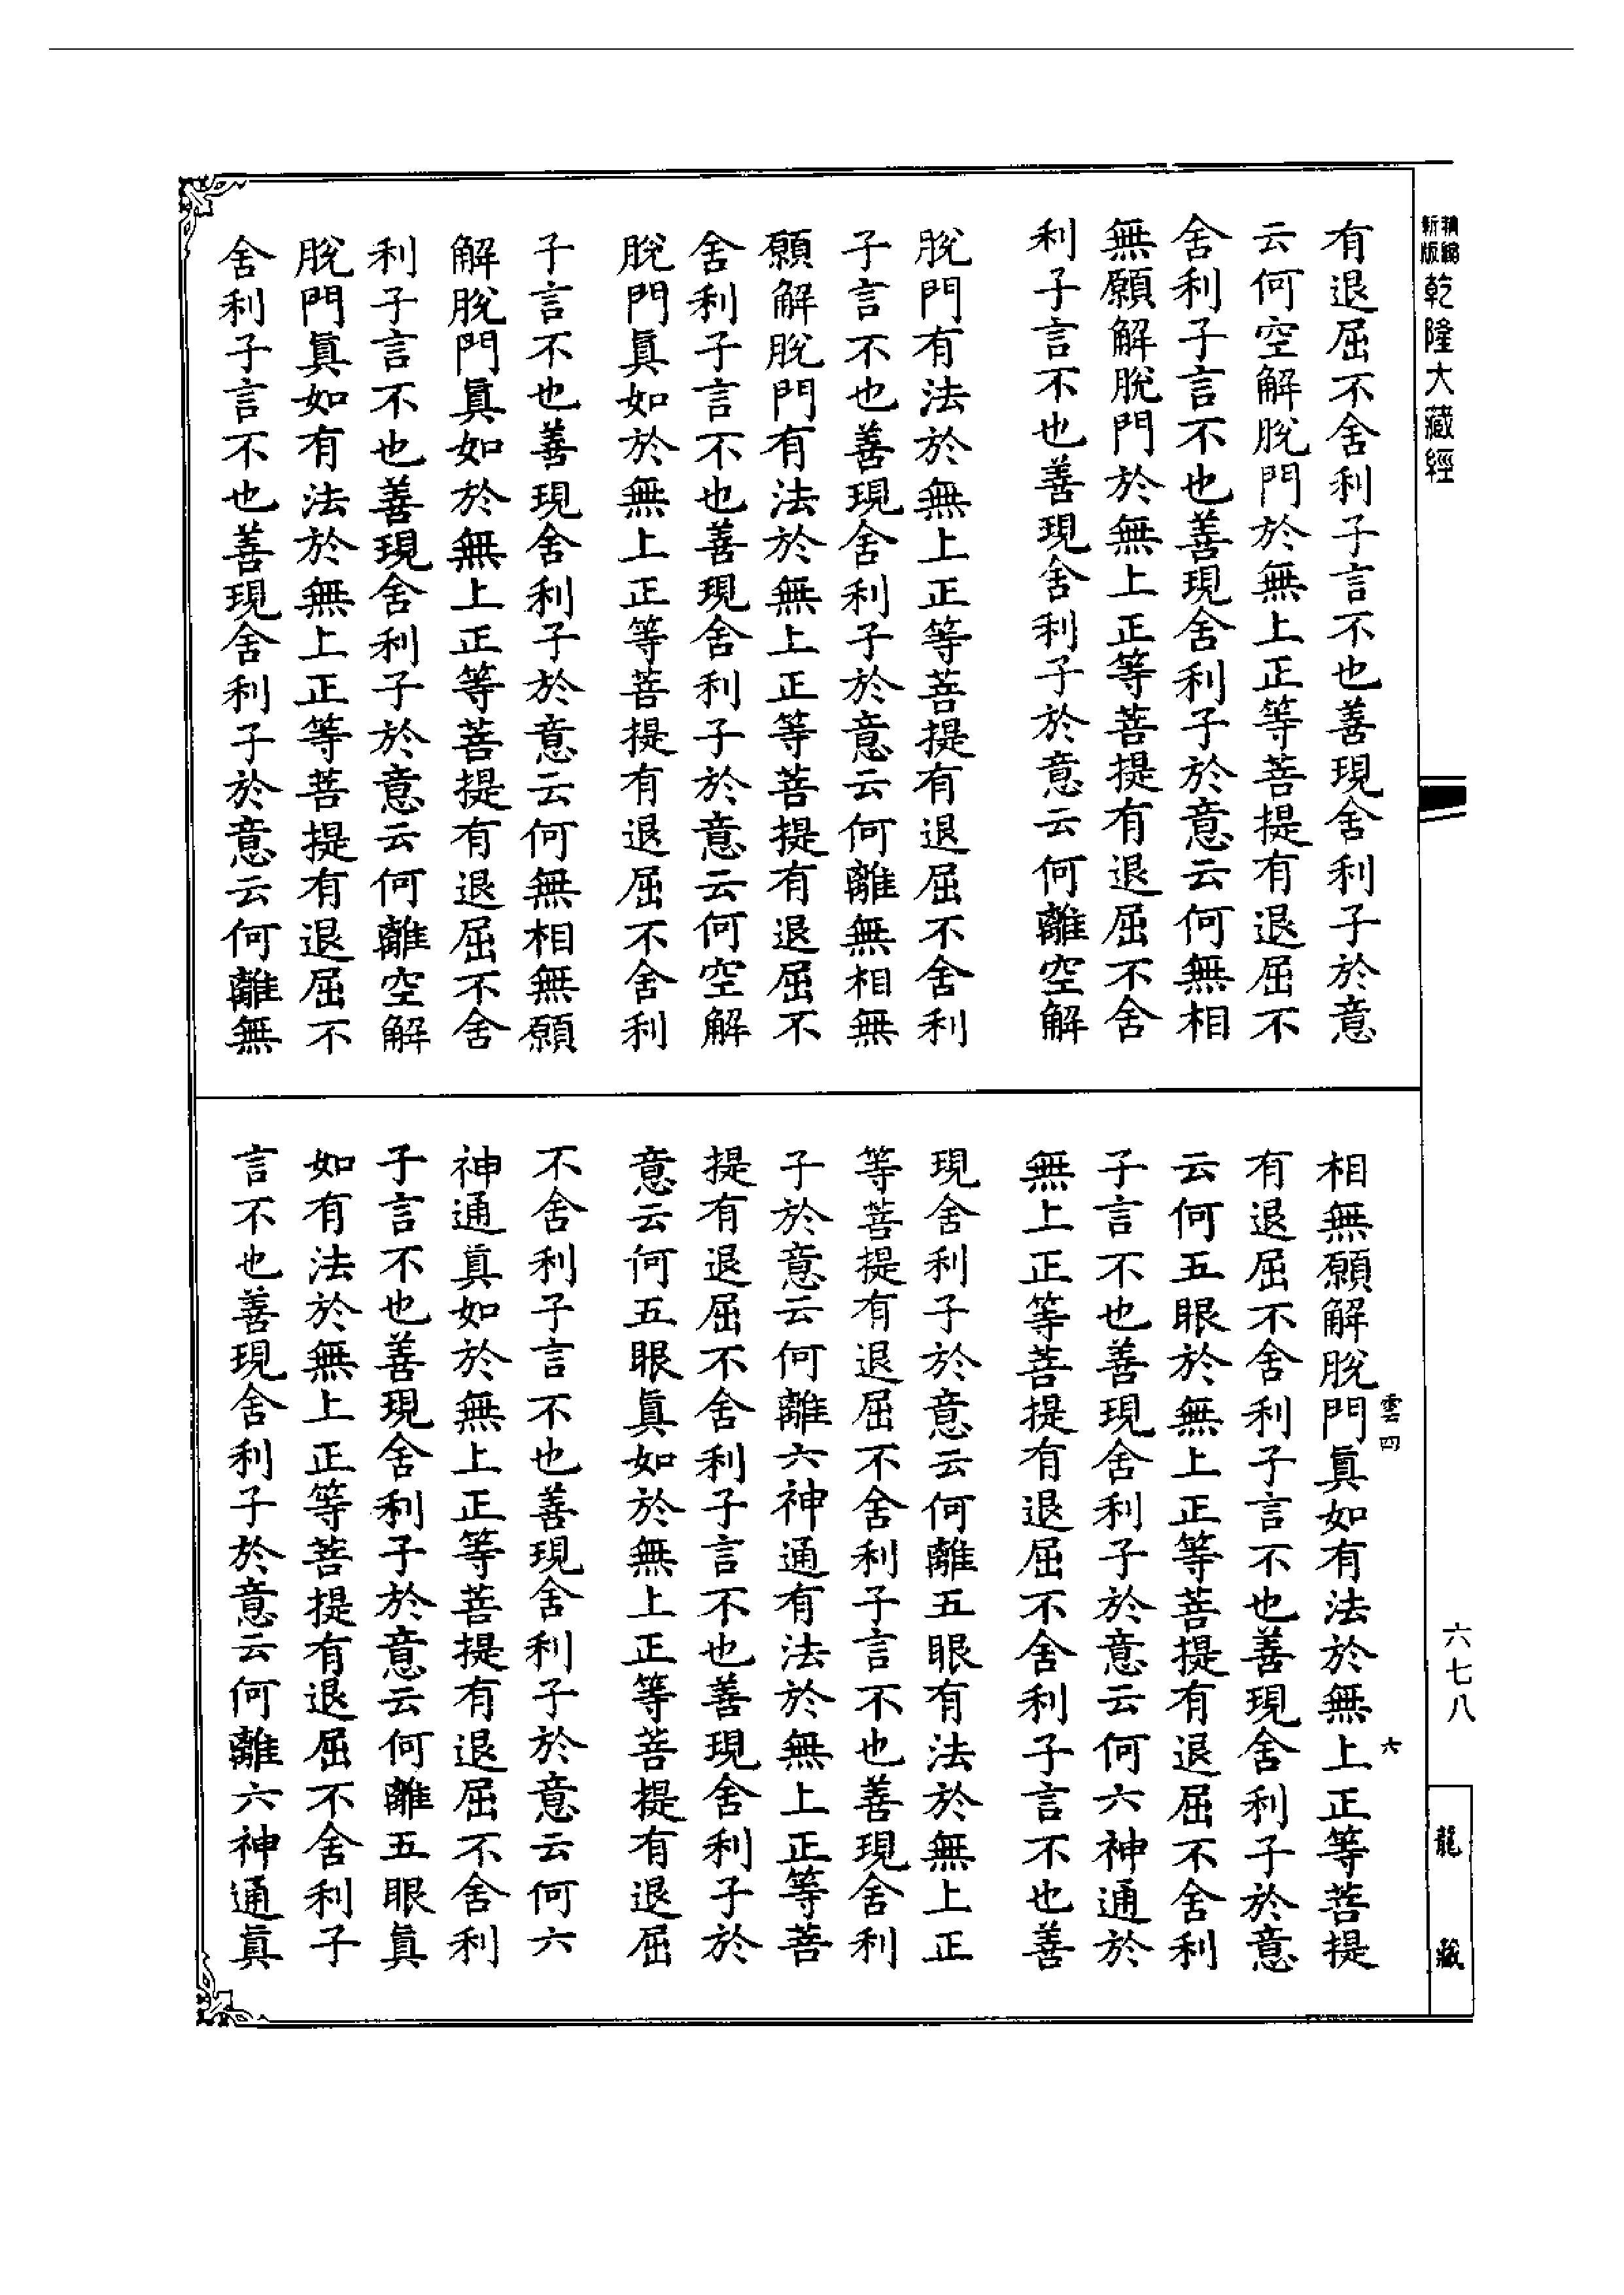 新版精編乾隆大藏經
有退屈不舍利子言不也善現舍利子於意
云何空解脫門於無上正等菩提有退屈不
舍利子言不也善現舍利子於意云何無相
無願解脫門於無上正等菩提有退屈不舍
利子言不也善現舍利子於意云何離空解
脫門有法於無上正等菩提有退屈不舍利
子言不也善現舍利子於意云何離無相無
願解脫門有法於無上正等菩提有退屈不
舍利子言不也善現舍利子於意云何空解
脫門眞如於無上正等菩提有退屈不舍利
子言不也善現舍利子於意云何無相無願
解脫門眞如於無上正等菩提有退屈不舍
利子言不也善現舍利子於意云何離空解
脫門眞如有法於無上正等菩提有退屈不
舍利子言不也善現舍利子於意云何離無
六七八
龍藏
雲四
六
相無願解脫門眞如有法於無上正等菩提
有退屈不舍利子言不也善現舍利子於意
云何五眼於無上正等菩提有退屈不舍利
子言不也善現舍利子於意云何六神通於
無上正等菩提有退屈不舍利子言不也善
現舍利子於意云何離五眼有法於無上正
等菩提有退屈不舍利子言不也善現舍利
子於意云何離六神通有法於無上正等菩
提有退屈不舍利子言不也善現舍利子於
意云何五眼眞如於無上正等菩提有退屈
不舍利子言不也善現舍利子於意云何六
神通眞如於無上正等菩提有退屈不舍利
子言不也善現舍利子於意云何離五眼眞
如有法於無上正等菩提有退屈不舍利子
言不也善現舍利子於意云何離六神通眞